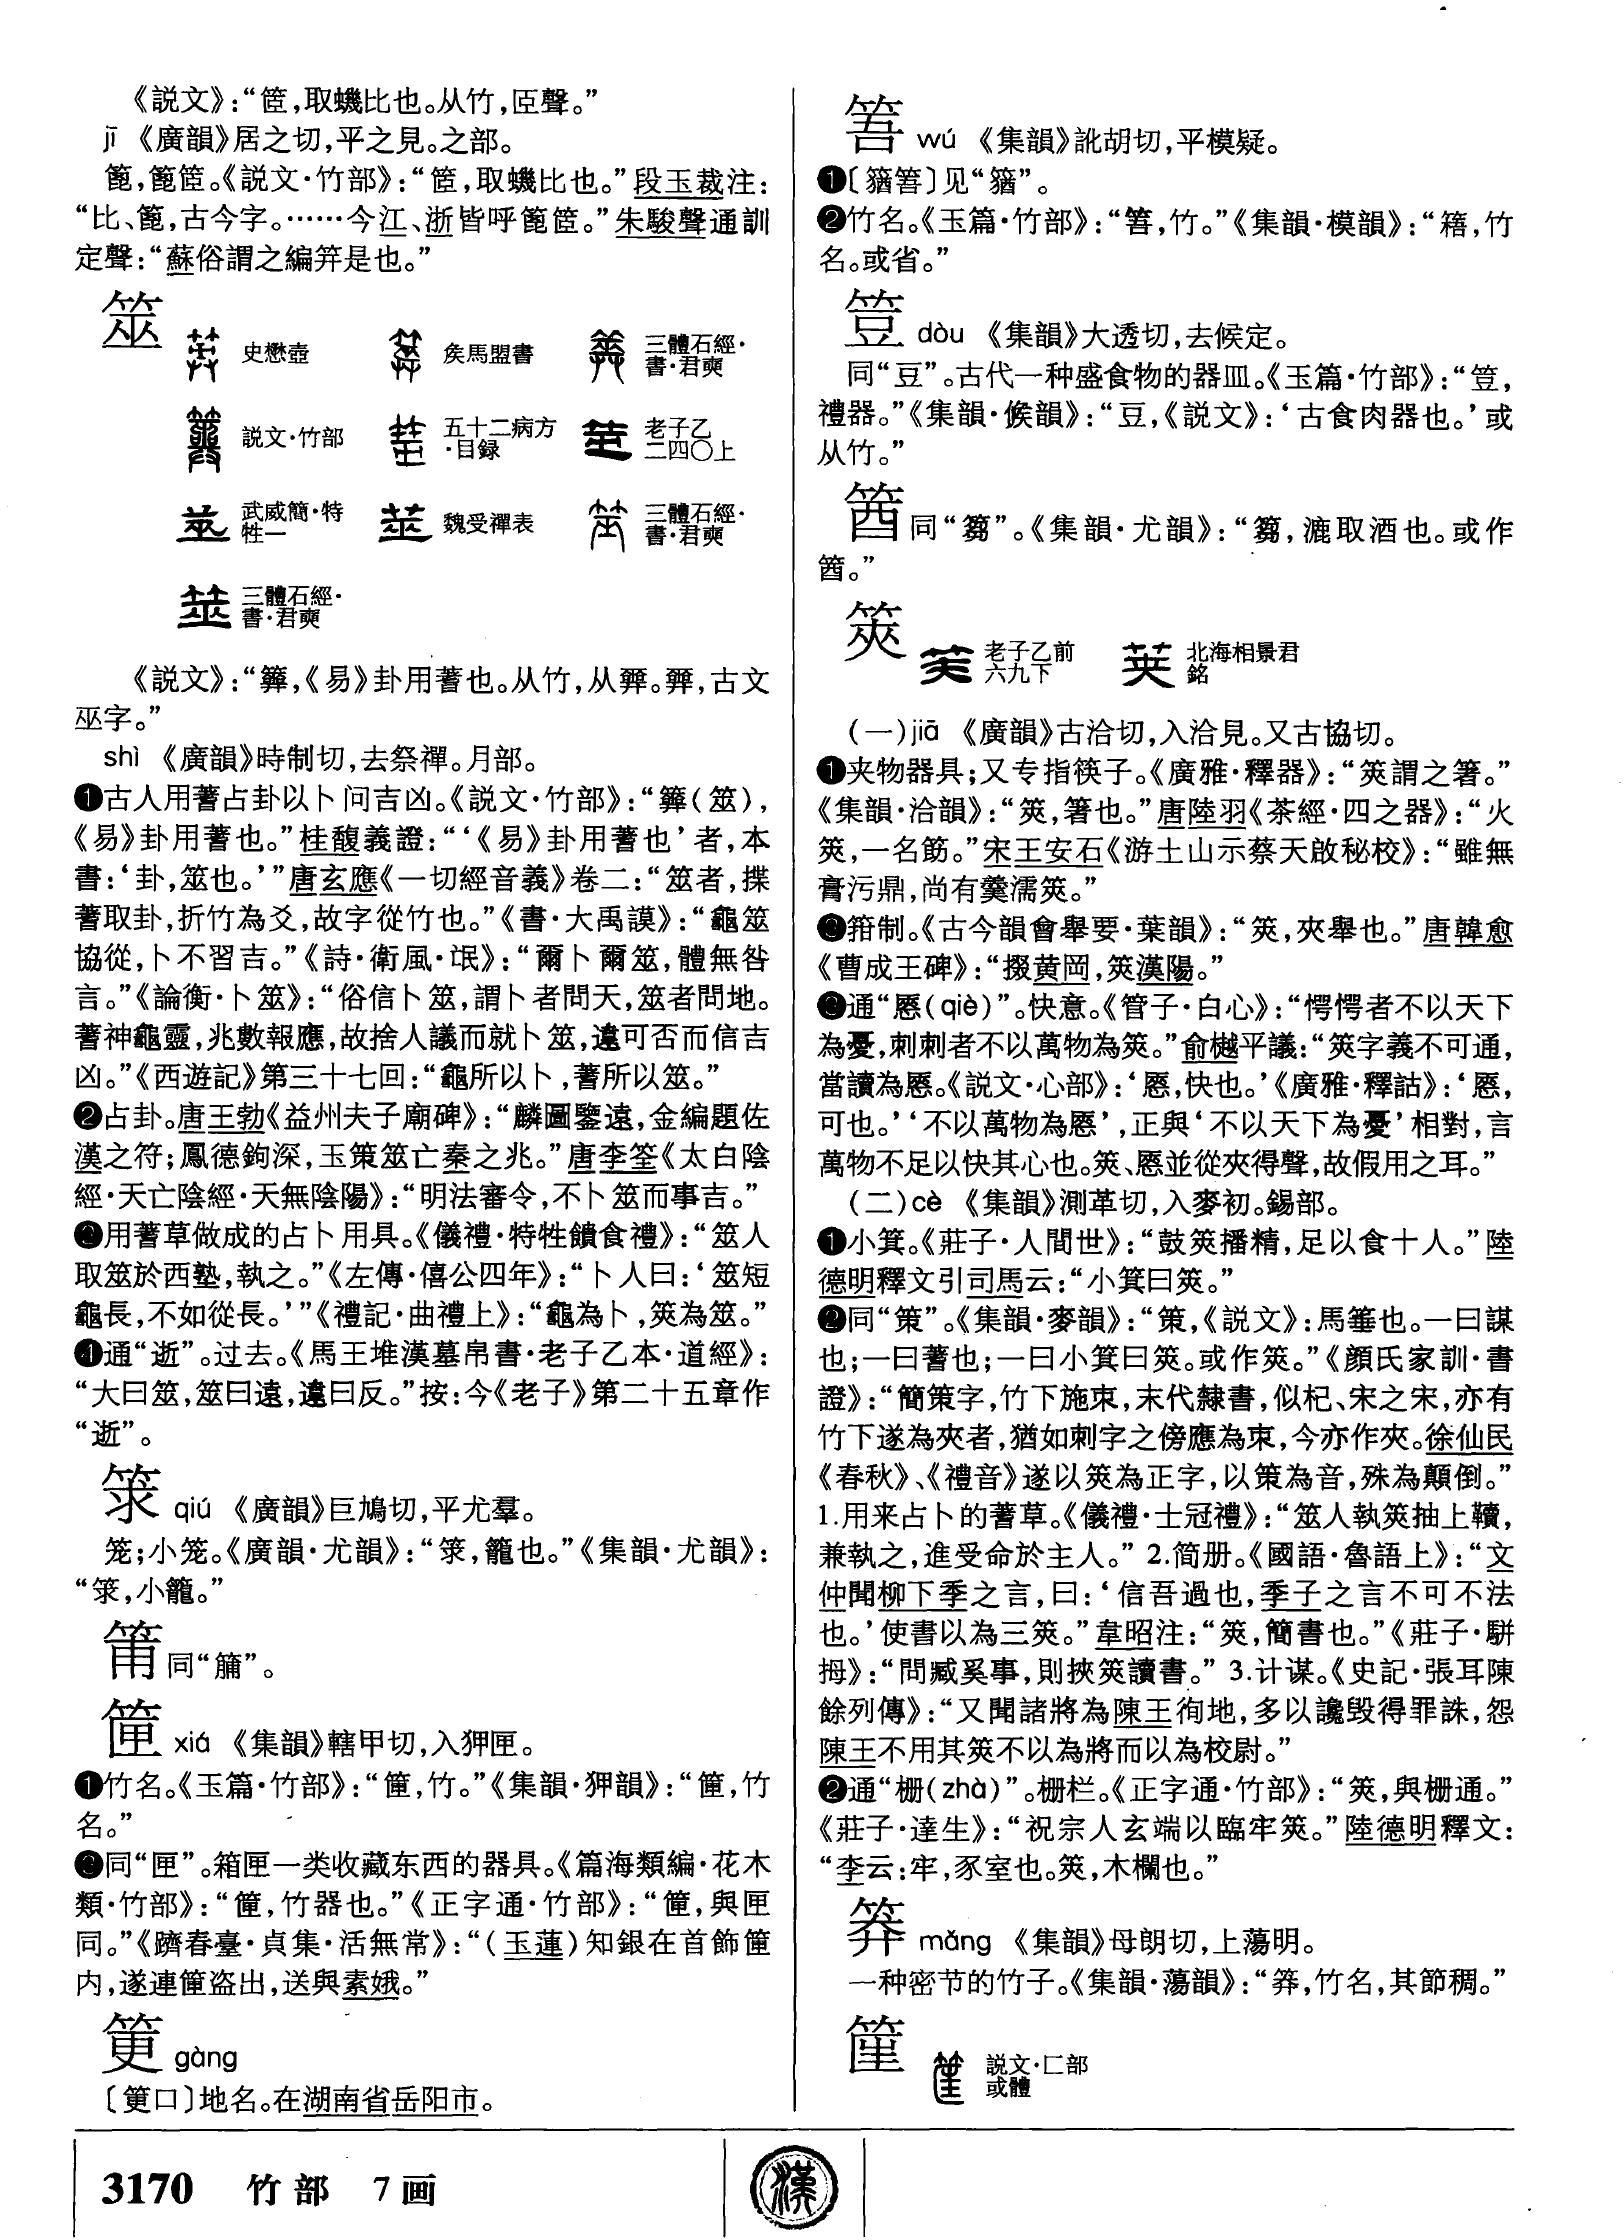 《説文》：“䇫，取蟣比也。从竹，𦣞聲。”
jī 《廣韻》居之切，平之見。之部。
篦，篦䇫。《説文·竹部》：“䇫，取蟣比也。”段玉裁注：
“比、篦，古今字。……今江、浙皆呼篦䇫。”朱駿聲通訓
定聲：“蘇俗謂之編笄是也。”
筮
史懋壺 矦馬盟書 三體石經·書·君奭
説文·竹部 五十二病方·目録 老子乙二四〇上
武威簡·特牲一 魏受禪表 三體石經·書·君奭
三體石經·書·君奭
《説文》：“簭，《易》卦用蓍也。从竹，从𢍮。𢍮，古文
巫字。”
shì 《廣韻》時制切，去祭禪。月部。
❶古人用蓍占卦以卜问吉凶。《説文·竹部》：“簭（筮），
《易》卦用蓍也。”桂馥義證：“‘《易》卦用蓍也’者，本
書：‘卦，筮也。’”唐玄應《一切經音義》卷二：“筮者，揲
蓍取卦，折竹為爻，故字從竹也。”《書·大禹謨》：“龜筮
協從，卜不習吉。”《詩·衛風·氓》：“爾卜爾筮，體無咎
言。”《論衡·卜筮》：“俗信卜筮，謂卜者問天，筮者問地。
蓍神龜靈，兆數報應，故捨人議而就卜筮，違可否而信吉
凶。”《西遊記》第三十七回：“龜所以卜，蓍所以筮。”
❷占卦。唐王勃《益州夫子廟碑》：“麟圖鑒遠，金編題佐
漢之符；鳳德鉤深，玉策筮亡秦之兆。”唐李筌《太白陰
經·天亡陰經·天無陰陽》：“明法審令，不卜筮而事吉。”
❸用蓍草做成的占卜用具。《儀禮·特牲饋食禮》：“筮人
取筮於西塾，執之。”《左傳·僖公四年》：“卜人曰：‘筮短
龜長，不如從長。’”《禮記·曲禮上》：“龜為卜，筴為筮。”
❹通“逝”。过去。《馬王堆漢墓帛書·老子乙本·道經》：
“大曰筮，筮曰遠，遠曰反。”按：今《老子》第二十五章作
“逝”。
䇭 qiú 《廣韻》巨鳩切，平尤羣。
笼；小笼。《廣韻·尤韻》：“䇭，籠也。”《集韻·尤韻》：
“䇭，小籠。”
筩同“箾”。
筪 xiá 《集韻》轄甲切，入狎匣。
❶竹名。《玉篇·竹部》：“筪，竹。”《集韻·狎韻》：“筪，竹
名。”
❷同“匣”。箱匣一类收藏东西的器具。《篇海類編·花木
類·竹部》：“筪，竹器也。”《正字通·竹部》：“筪，與匣
同。”《躋春臺·貞集·活無常》：“（玉蓮）知銀在首飾筪
内，遂連筪盗出，送與素娥。”
筻 gàng
〔筻口〕地名。在湖南省岳阳市。
䇢 wú 《集韻》訛胡切，平模疑。
❶〔䉛䇢〕见“䉛”。
❷竹名。《玉篇·竹部》：“䇢，竹。”《集韻·模韻》：“䉑，竹
名。或省。”
䇺 dòu 《集韻》大透切，去候定。
同“豆”。古代一种盛食物的器皿。《玉篇·竹部》：“䇺，
禮器。”《集韻·候韻》：“豆，《説文》：‘古食肉器也。’或
从竹。”
䇶同“篘”。《集韻·尤韻》：“篘，漉取酒也。或作
䇶。”
筴
老子乙前六九下 北海相景君銘
（一）jiā 《廣韻》古洽切，入洽見。又古協切。
❶夹物器具；又专指筷子。《廣雅·釋器》：“筴謂之箸。”
《集韻·洽韻》：“筴，箸也。”唐陸羽《茶經·四之器》：“火
筴，一名筯。”宋王安石《游土山示蔡天啟秘校》：“雖無
膏污鼎，尚有羹濡筴。”
❷箝制。《古今韻會舉要·葉韻》：“筴，夾舉也。”唐韓愈
《曹成王碑》：“掇黄岡，筴漢陽。”
❸通“愜（qiè）”。快意。《管子·白心》：“愕愕者不以天下
為憂，刺刺者不以萬物為筴。”俞樾平議：“筴字義不可通，
當讀為㥦。《説文·心部》：‘㥦，快也。’《廣雅·釋詁》：‘㥦，
可也。’‘不以萬物為㥦’，正與‘不以天下為憂’相對，言
萬物不足以快其心也。筴、㥦並從夾得聲，故假用之耳。”
（二）cè 《集韻》測革切，入麥初。錫部。
❶小箕。《莊子·人間世》：“鼓筴播精，足以食十人。”陸
德明釋文引司馬云：“小箕曰筴。”
❷同“策”。《集韻·麥韻》：“策，《説文》：馬箠也。一曰謀
也；一曰蓍也；一曰小箕曰筴。或作筴。”《顔氏家訓·書
證》：“簡策字，竹下施朿，末代隸書，似杞、宋之宋，亦有
竹下遂為夾者，猶如刺字之傍應為朿，今亦作夾。徐仙民
《春秋》、《禮音》遂以筴為正字，以策為音，殊為顛倒。”
1.用来占卜的蓍草。《儀禮·士冠禮》：“筮人執筴抽上韇，
兼執之，進受命於主人。” 2.简册。《國語·魯語上》：“文
仲聞柳下季之言，曰：‘信吾過也，季子之言不可不法
也。’使書以為三筴。”韋昭注：“筴，簡書也。”《莊子·駢
拇》：“問臧奚事，則挾筴讀書。” 3.计谋。《史記·張耳陳
餘列傳》：“又聞諸將為陳王徇地，多以讒毁得罪誅，怨
陳王不用其筴不以為將而以為校尉。”
❷通“栅（zhà）”。栅栏。《正字通·竹部》：“筴，與栅通。”
《莊子·達生》：“祝宗人玄端以臨牢筴。”陸德明釋文：
“李云：牢，豕室也。筴，木欄也。”
䇨 mǎng 《集韻》母朗切，上蕩明。
一种密节的竹子。《集韻·蕩韻》：“䇨，竹名，其節稠。”
筐
説文·匚部或體
3170 竹部 7画
漢